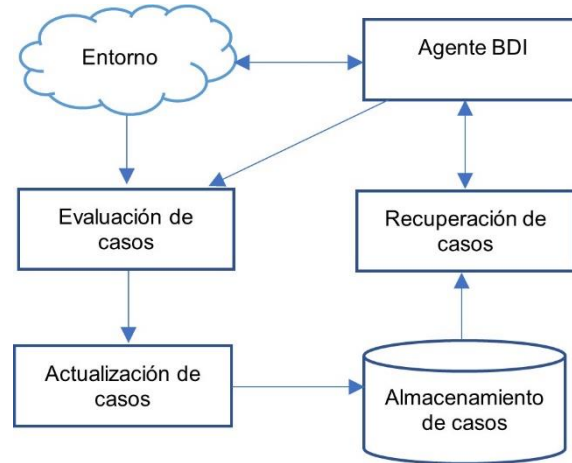 Entorno
Agente BDI
Evaluación de
casos
Recuperación de
casos
Actualización de
casos
Almacenamiento
de casos